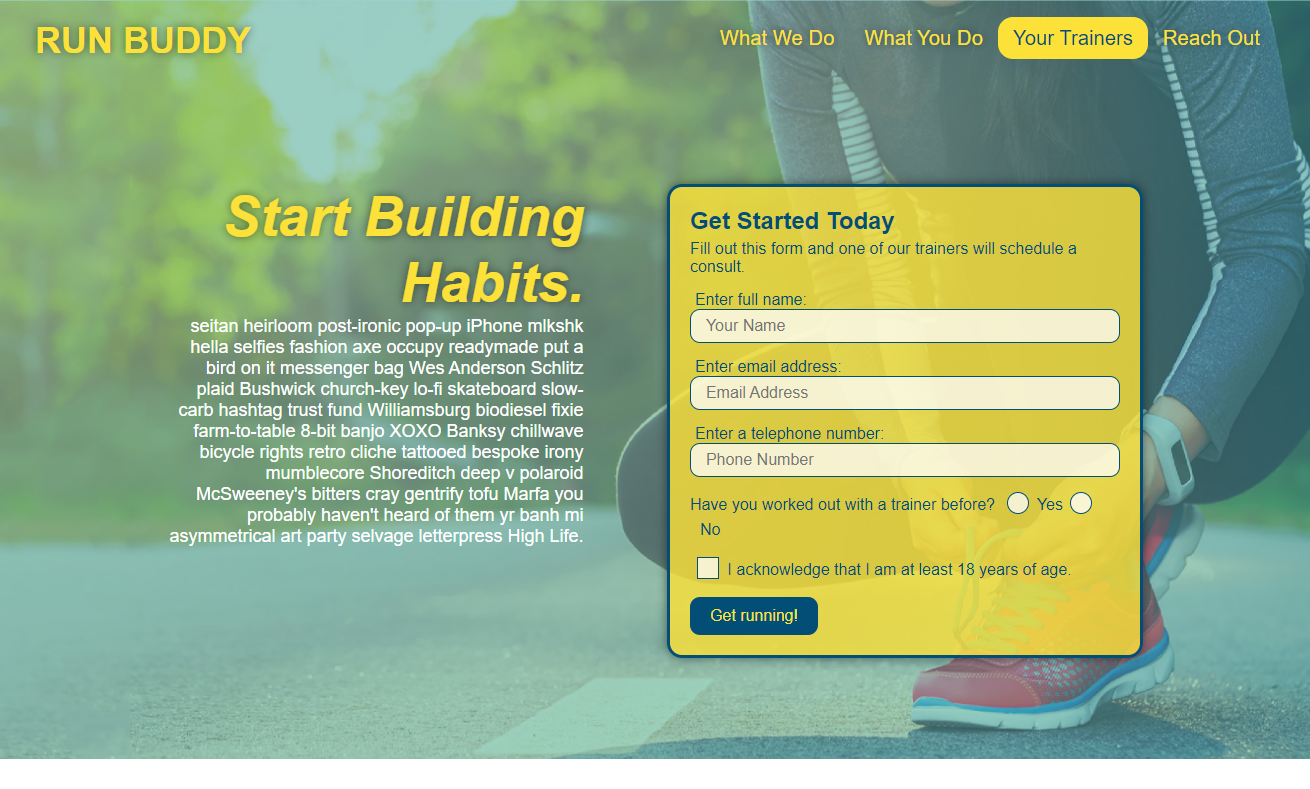 RUN BUDDY
What We Do
What You Do
Your Trainers
Reach Out
Start Building
Habits.
seitan heirloom post-ironic pop-up iPhone mlkshk
hella selfies fashion axe occupy readymade put a
bird on it messenger bag Wes Anderson Schlitz
plaid Bushwick church-key lo-fi skateboard slow-
carb hashtag trust fund Williamsburg biodiesel fixie
farm-to-table 8-bit banjo XOXO Banksy chillwave
bicycle rights retro cliche tattooed bespoke irony
mumblecore Shoreditch deep v polaroid
McSweeney's bitters cray gentrify tofu Marfa you
probably haven't heard of them yr banh mi
asymmetrical art party selvage letterpress High Life.
Get Started Today
Fill out this form and one of our trainers will schedule a
consult.
Enter full name:
Your Name
Enter email address:
Email Address
Enter a telephone number:
Phone Number
Have you worked out with a trainer before? Yes
No
I acknowledge that I am at least 18 years of age.
Get running!